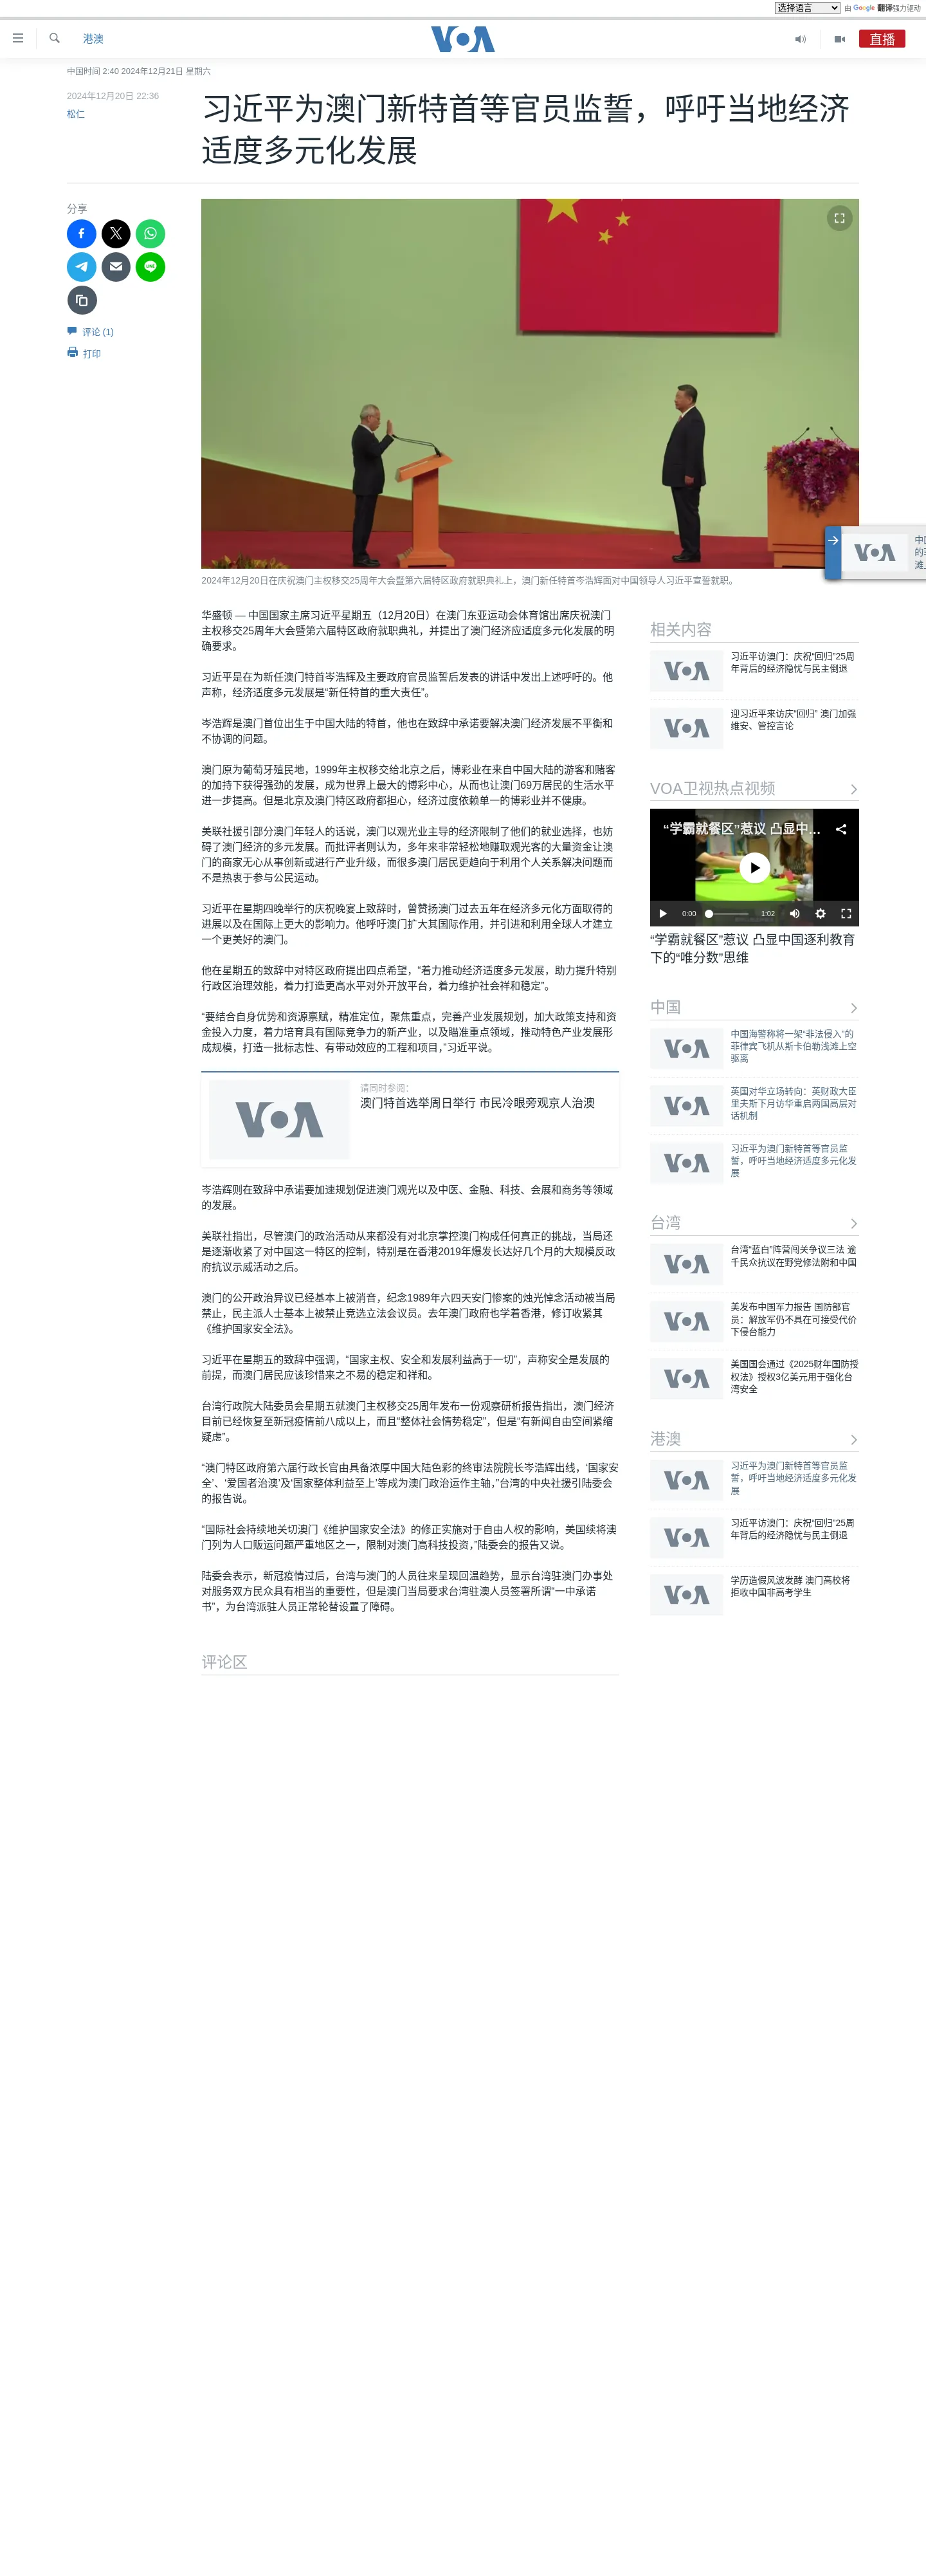 选择语言 由 Google 翻译强力驱动
港澳
VOA
直播
中国时间 2:40 2024年12月21日 星期六
2024年12月20日 22:36
松仁
习近平为澳门新特首等官员监誓，呼吁当地经济
适度多元化发展
分享
评论 (1)
打印
2024年12月20日在庆祝澳门主权移交25周年大会暨第六届特区政府就职典礼上，澳门新任特首岑浩辉面对中国领导人习近平宣誓就职。
华盛顿 — 中国国家主席习近平星期五（12月20日）在澳门东亚运动会体育馆出席庆祝澳门
主权移交25周年大会暨第六届特区政府就职典礼，并提出了澳门经济应适度多元化发展的明
确要求。
习近平是在为新任澳门特首岑浩辉及主要政府官员监誓后发表的讲话中发出上述呼吁的。他
声称，经济适度多元发展是“新任特首的重大责任”。
岑浩辉是澳门首位出生于中国大陆的特首，他也在致辞中承诺要解决澳门经济发展不平衡和
不协调的问题。
澳门原为葡萄牙殖民地，1999年主权移交给北京之后，博彩业在来自中国大陆的游客和赌客
的加持下获得强劲的发展，成为世界上最大的博彩中心，从而也让澳门69万居民的生活水平
进一步提高。但是北京及澳门特区政府都担心，经济过度依赖单一的博彩业并不健康。
美联社援引部分澳门年轻人的话说，澳门以观光业主导的经济限制了他们的就业选择，也妨
碍了澳门经济的多元发展。而批评者则认为，多年来非常轻松地赚取观光客的大量资金让澳
门的商家无心从事创新或进行产业升级，而很多澳门居民更趋向于利用个人关系解决问题而
不是热衷于参与公民运动。
习近平在星期四晚举行的庆祝晚宴上致辞时，曾赞扬澳门过去五年在经济多元化方面取得的
进展以及在国际上更大的影响力。他呼吁澳门扩大其国际作用，并引进和利用全球人才建立
一个更美好的澳门。
他在星期五的致辞中对特区政府提出四点希望，“着力推动经济适度多元发展，助力提升特别
行政区治理效能，着力打造更高水平对外开放平台，着力维护社会祥和稳定”。
“要结合自身优势和资源禀赋，精准定位，聚焦重点，完善产业发展规划，加大政策支持和资
金投入力度，着力培育具有国际竞争力的新产业，以及瞄准重点领域，推动特色产业发展形
成规模，打造一批标志性、有带动效应的工程和项目，”习近平说。
VOA
请同时参阅：
澳门特首选举周日举行 市民冷眼旁观京人治澳
岑浩辉则在致辞中承诺要加速规划促进澳门观光以及中医、金融、科技、会展和商务等领域
的发展。
美联社指出，尽管澳门的政治活动从来都没有对北京掌控澳门构成任何真正的挑战，当局还
是逐渐收紧了对中国这一特区的控制，特别是在香港2019年爆发长达好几个月的大规模反政
府抗议示威活动之后。
澳门的公开政治异议已经基本上被消音，纪念1989年六四天安门惨案的烛光悼念活动被当局
禁止，民主派人士基本上被禁止竞选立法会议员。去年澳门政府也学着香港，修订收紧其
《维护国家安全法》。
习近平在星期五的致辞中强调，“国家主权、安全和发展利益高于一切”，声称安全是发展的
前提，而澳门居民应该珍惜来之不易的稳定和祥和。
台湾行政院大陆委员会星期五就澳门主权移交25周年发布一份观察研析报告指出，澳门经济
目前已经恢复至新冠疫情前八成以上，而且“整体社会情势稳定”，但是“有新闻自由空间紧缩
疑虑”。
“澳门特区政府第六届行政长官由具备浓厚中国大陆色彩的终审法院院长岑浩辉出线，‘国家安
全’、‘爱国者治澳’及‘国家整体利益至上’等成为澳门政治运作主轴，”台湾的中央社援引陆委会
的报告说。
“国际社会持续地关切澳门《维护国家安全法》的修正实施对于自由人权的影响，美国续将澳
门列为人口贩运问题严重地区之一，限制对澳门高科技投资，”陆委会的报告又说。
陆委会表示，新冠疫情过后，台湾与澳门的人员往来呈现回温趋势，显示台湾驻澳门办事处
对服务双方民众具有相当的重要性，但是澳门当局要求台湾驻澳人员签署所谓“一中承诺
书”，为台湾派驻人员正常轮替设置了障碍。
评论区
VOA
相关内容
VOA
习近平访澳门：庆祝“回归”25周
年背后的经济隐忧与民主倒退
VOA
迎习近平来访庆“回归” 澳门加强
维安、管控言论
VOA卫视热点视频
“学霸就餐区”惹议 凸显中…
0:00
1:02
“学霸就餐区”惹议 凸显中国逐利教育
下的“唯分数”思维
中国
VOA
中国海警称将一架“非法侵入”的
菲律宾飞机从斯卡伯勒浅滩上空
驱离
VOA
英国对华立场转向：英财政大臣
里夫斯下月访华重启两国高层对
话机制
VOA
习近平为澳门新特首等官员监
誓，呼吁当地经济适度多元化发
展
台湾
VOA
台湾“蓝白”阵营闯关争议三法 逾
千民众抗议在野党修法附和中国
VOA
美发布中国军力报告 国防部官
员：解放军仍不具在可接受代价
下侵台能力
VOA
美国国会通过《2025财年国防授
权法》授权3亿美元用于强化台
湾安全
港澳
VOA
习近平为澳门新特首等官员监
誓，呼吁当地经济适度多元化发
展
VOA
习近平访澳门：庆祝“回归”25周
年背后的经济隐忧与民主倒退
VOA
学历造假风波发酵 澳门高校将
拒收中国非高考学生